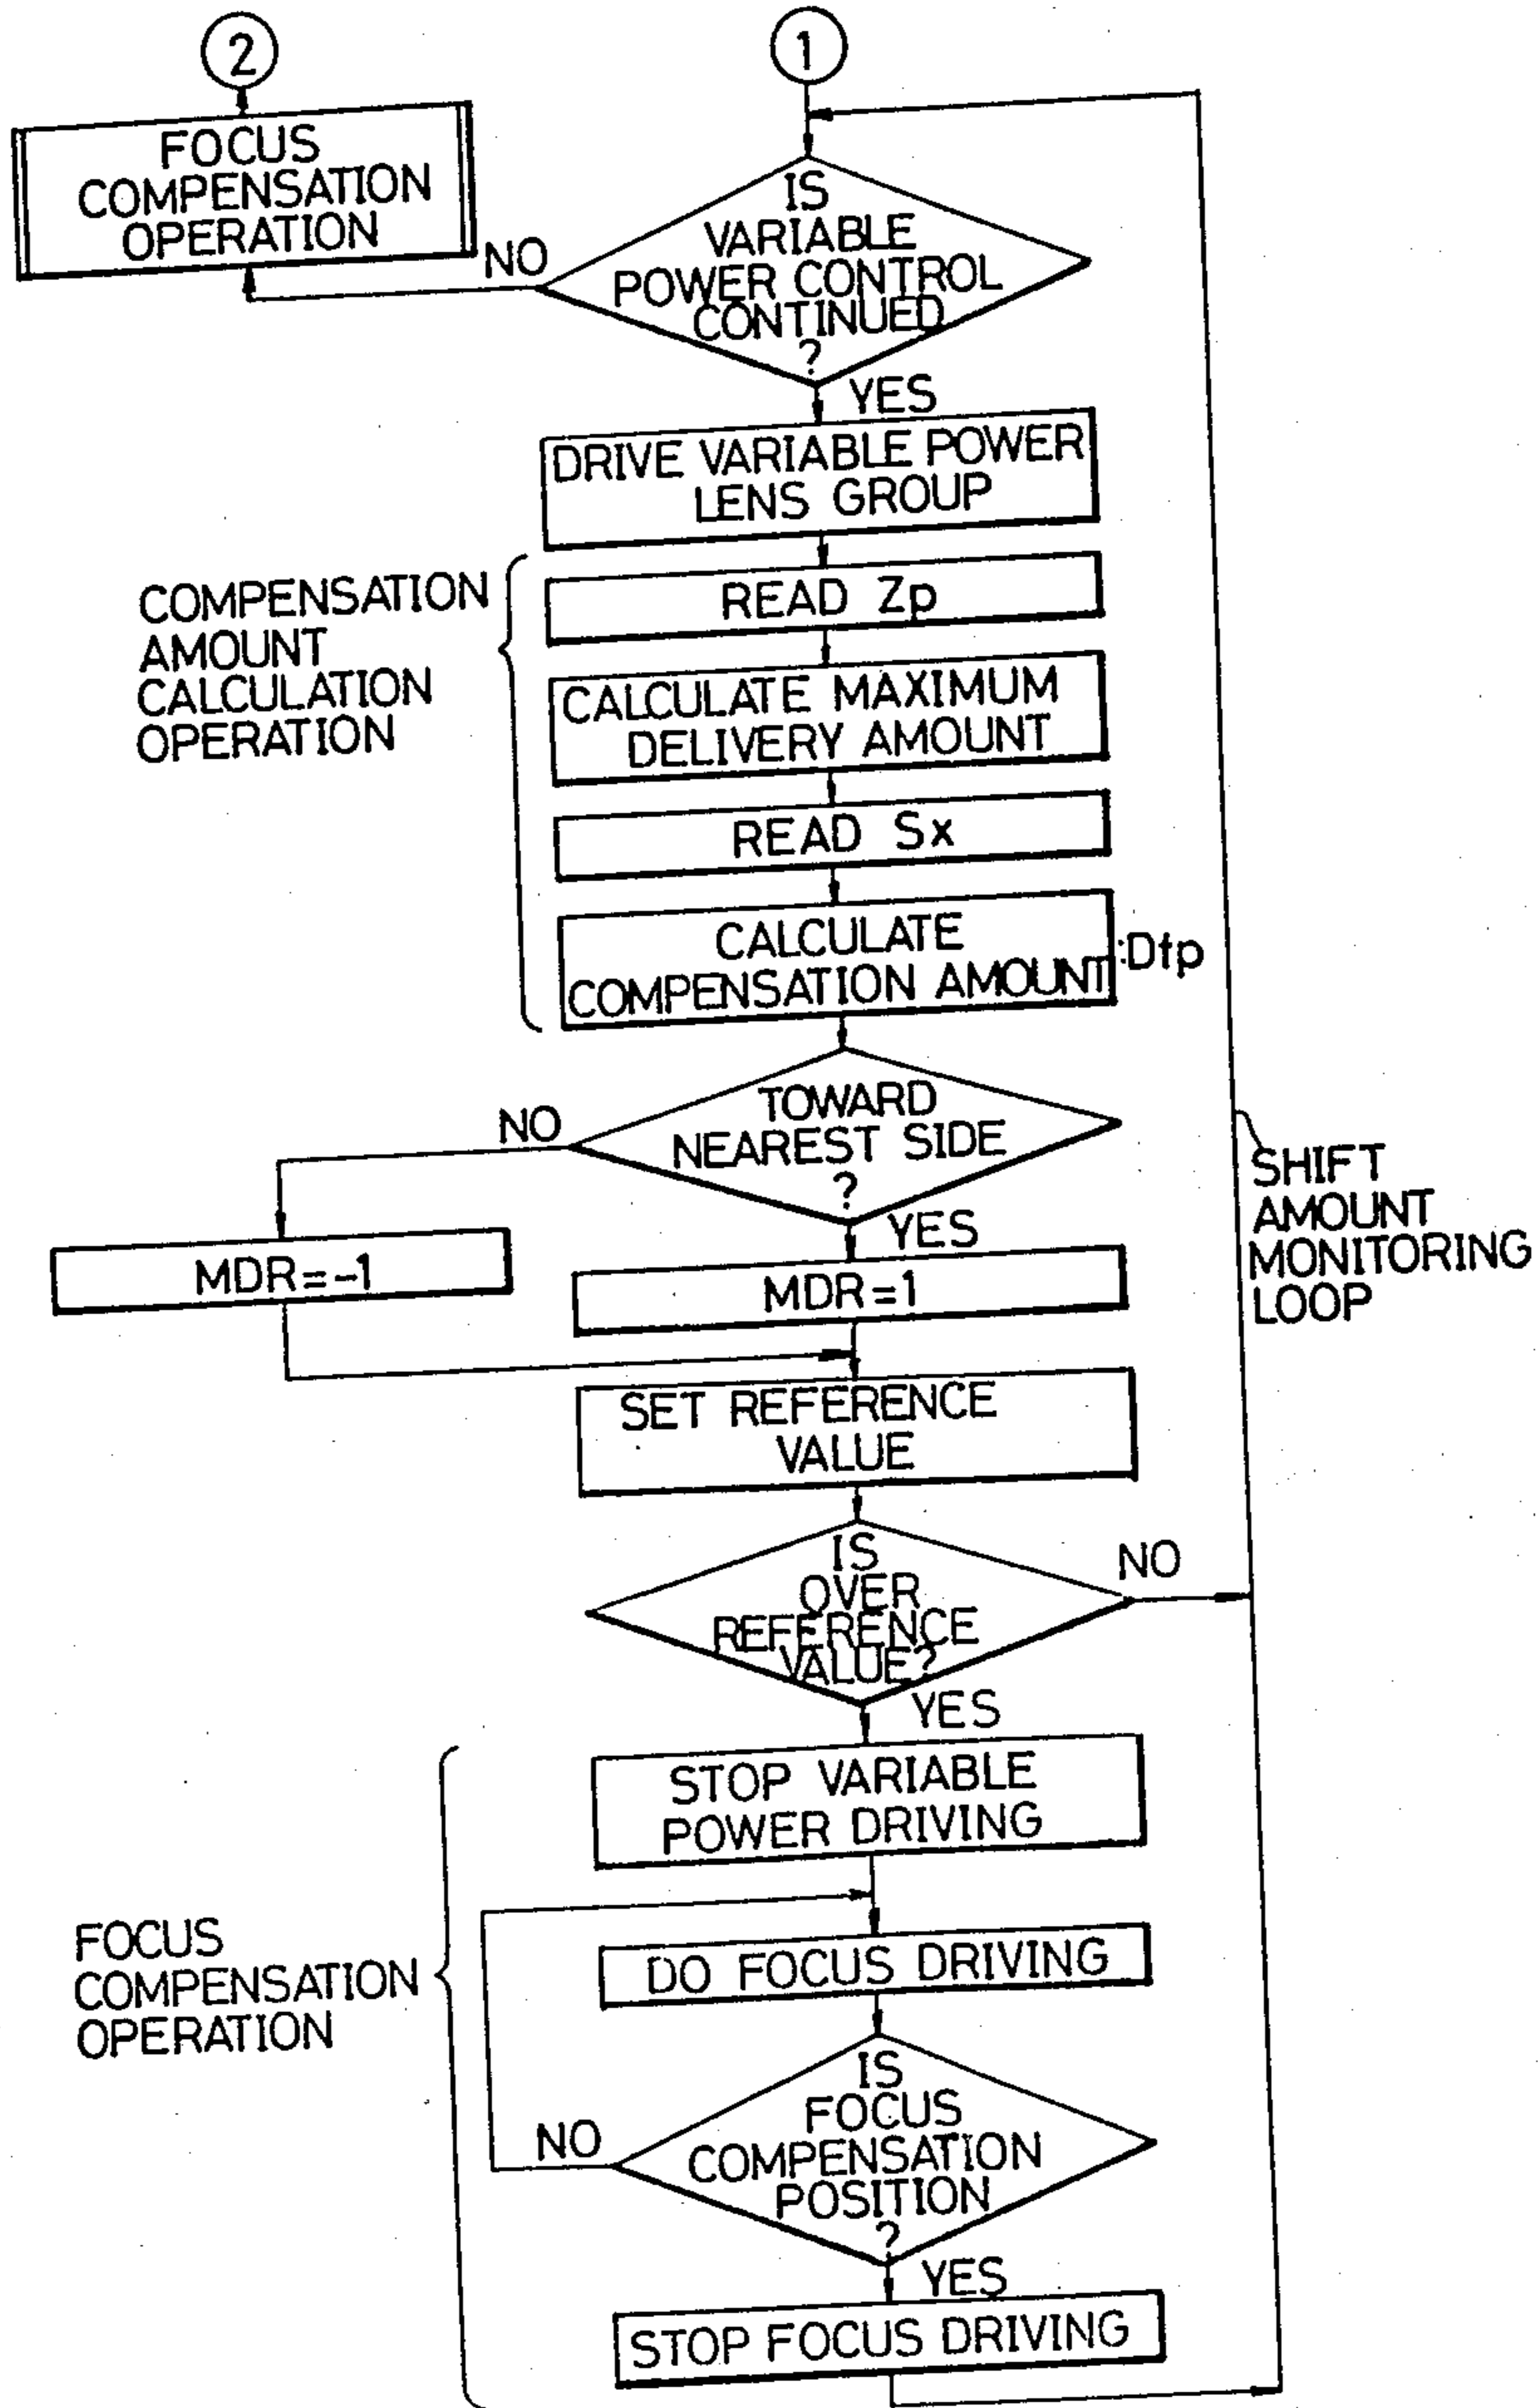 2
1
FOCUS
COMPENSATION
OPERATION
NO
IS
VARIABLE
POWER CONTROL
CONTINUED
?
YES
DRIVE VARIABLE POWER
LENS GROUP
COMPENSATION
AMOUNT
CALCULATION
OPERATION
READ Zp
CALCULATE MAXIMUM
DELIVERY AMOUNT
READ Sx
CALCULATE
COMPENSATION AMOUNT
:Dfp
NO
TOWARD
NEAREST SIDE
?
YES
SHIFT
AMOUNT
MONITORING
LOOP
MDR=-1
MDR=1
SET REFERENCE
VALUE
IS
OVER
REFERENCE
VALUE?
NO
YES
STOP VARIABLE
POWER DRIVING
FOCUS
COMPENSATION
OPERATION
DO FOCUS DRIVING
NO
IS
FOCUS
COMPENSATION
POSITION
?
YES
STOP FOCUS DRIVING